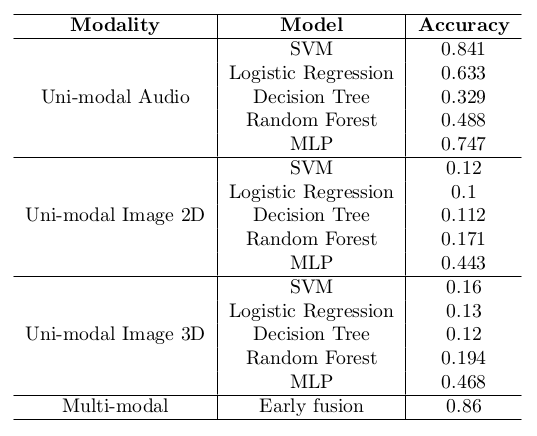 Modality Model Accuracy
SVM 0.841
Logistic Regression 0.633
Uni-modal Audio Decision Tree 0.329
Random Forest 0.488
MLP 0.747
SVM 0.12
Logistic Regression 0.1
Uni-modal Image 2D Decision Tree 0.112
Random Forest 0.171
MLP 0.443
SVM 0.16
Logistic Regression 0.13
Uni-modal Image 3D Decision Tree 0.12
Random Forest 0.194
MLP 0.468
Multi-modal Early fusion 0.86